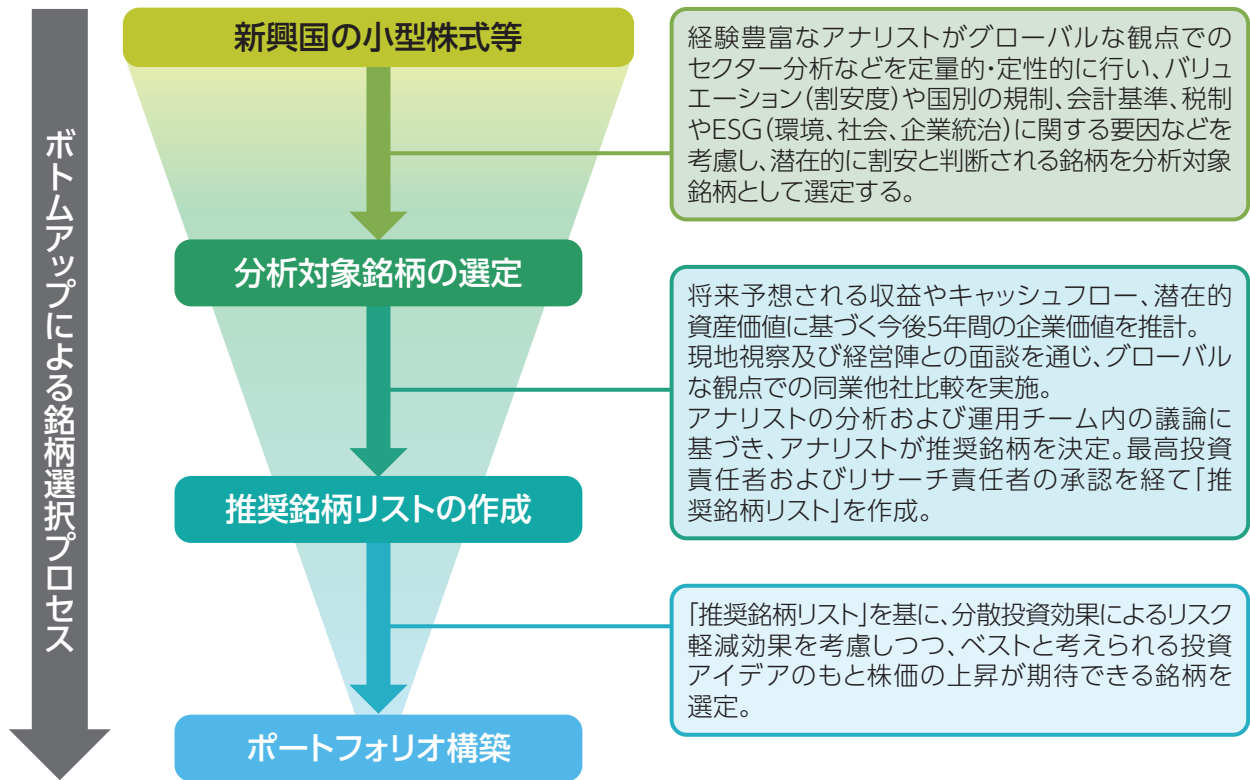 ボトムアップによる銘柄選択プロセス
新興国の小型株式等
経験豊富なアナリストがグローバルな観点での
セクター分析などを定量的・定性的に行い、バリュ
エーション(割安度)や国別の規制、会計基準、税制
やESG(環境、社会、企業統治)に関する要因などを
考慮し、潜在的に割安と判断される銘柄を分析対象
銘柄として選定する。
分析対象銘柄の選定
将来予想される収益やキャッシュフロー、潜在的
資産価値に基づく今後5年間の企業価値を推計。
現地視察及び経営陣との面談を通じ、グローバル
な観点での同業他社比較を実施。
アナリストの分析および運用チーム内の議論に
基づき、アナリストが推奨銘柄を決定。最高投資
責任者およびリサーチ責任者の承認を経て「推
奨銘柄リスト」を作成。
推奨銘柄リストの作成
「推奨銘柄リスト」を基に、分散投資効果によるリスク
軽減効果を考慮しつつ、ベストと考えられる投資
アイデアのもと株価の上昇が期待できる銘柄を
選定。
ポートフォリオ構築